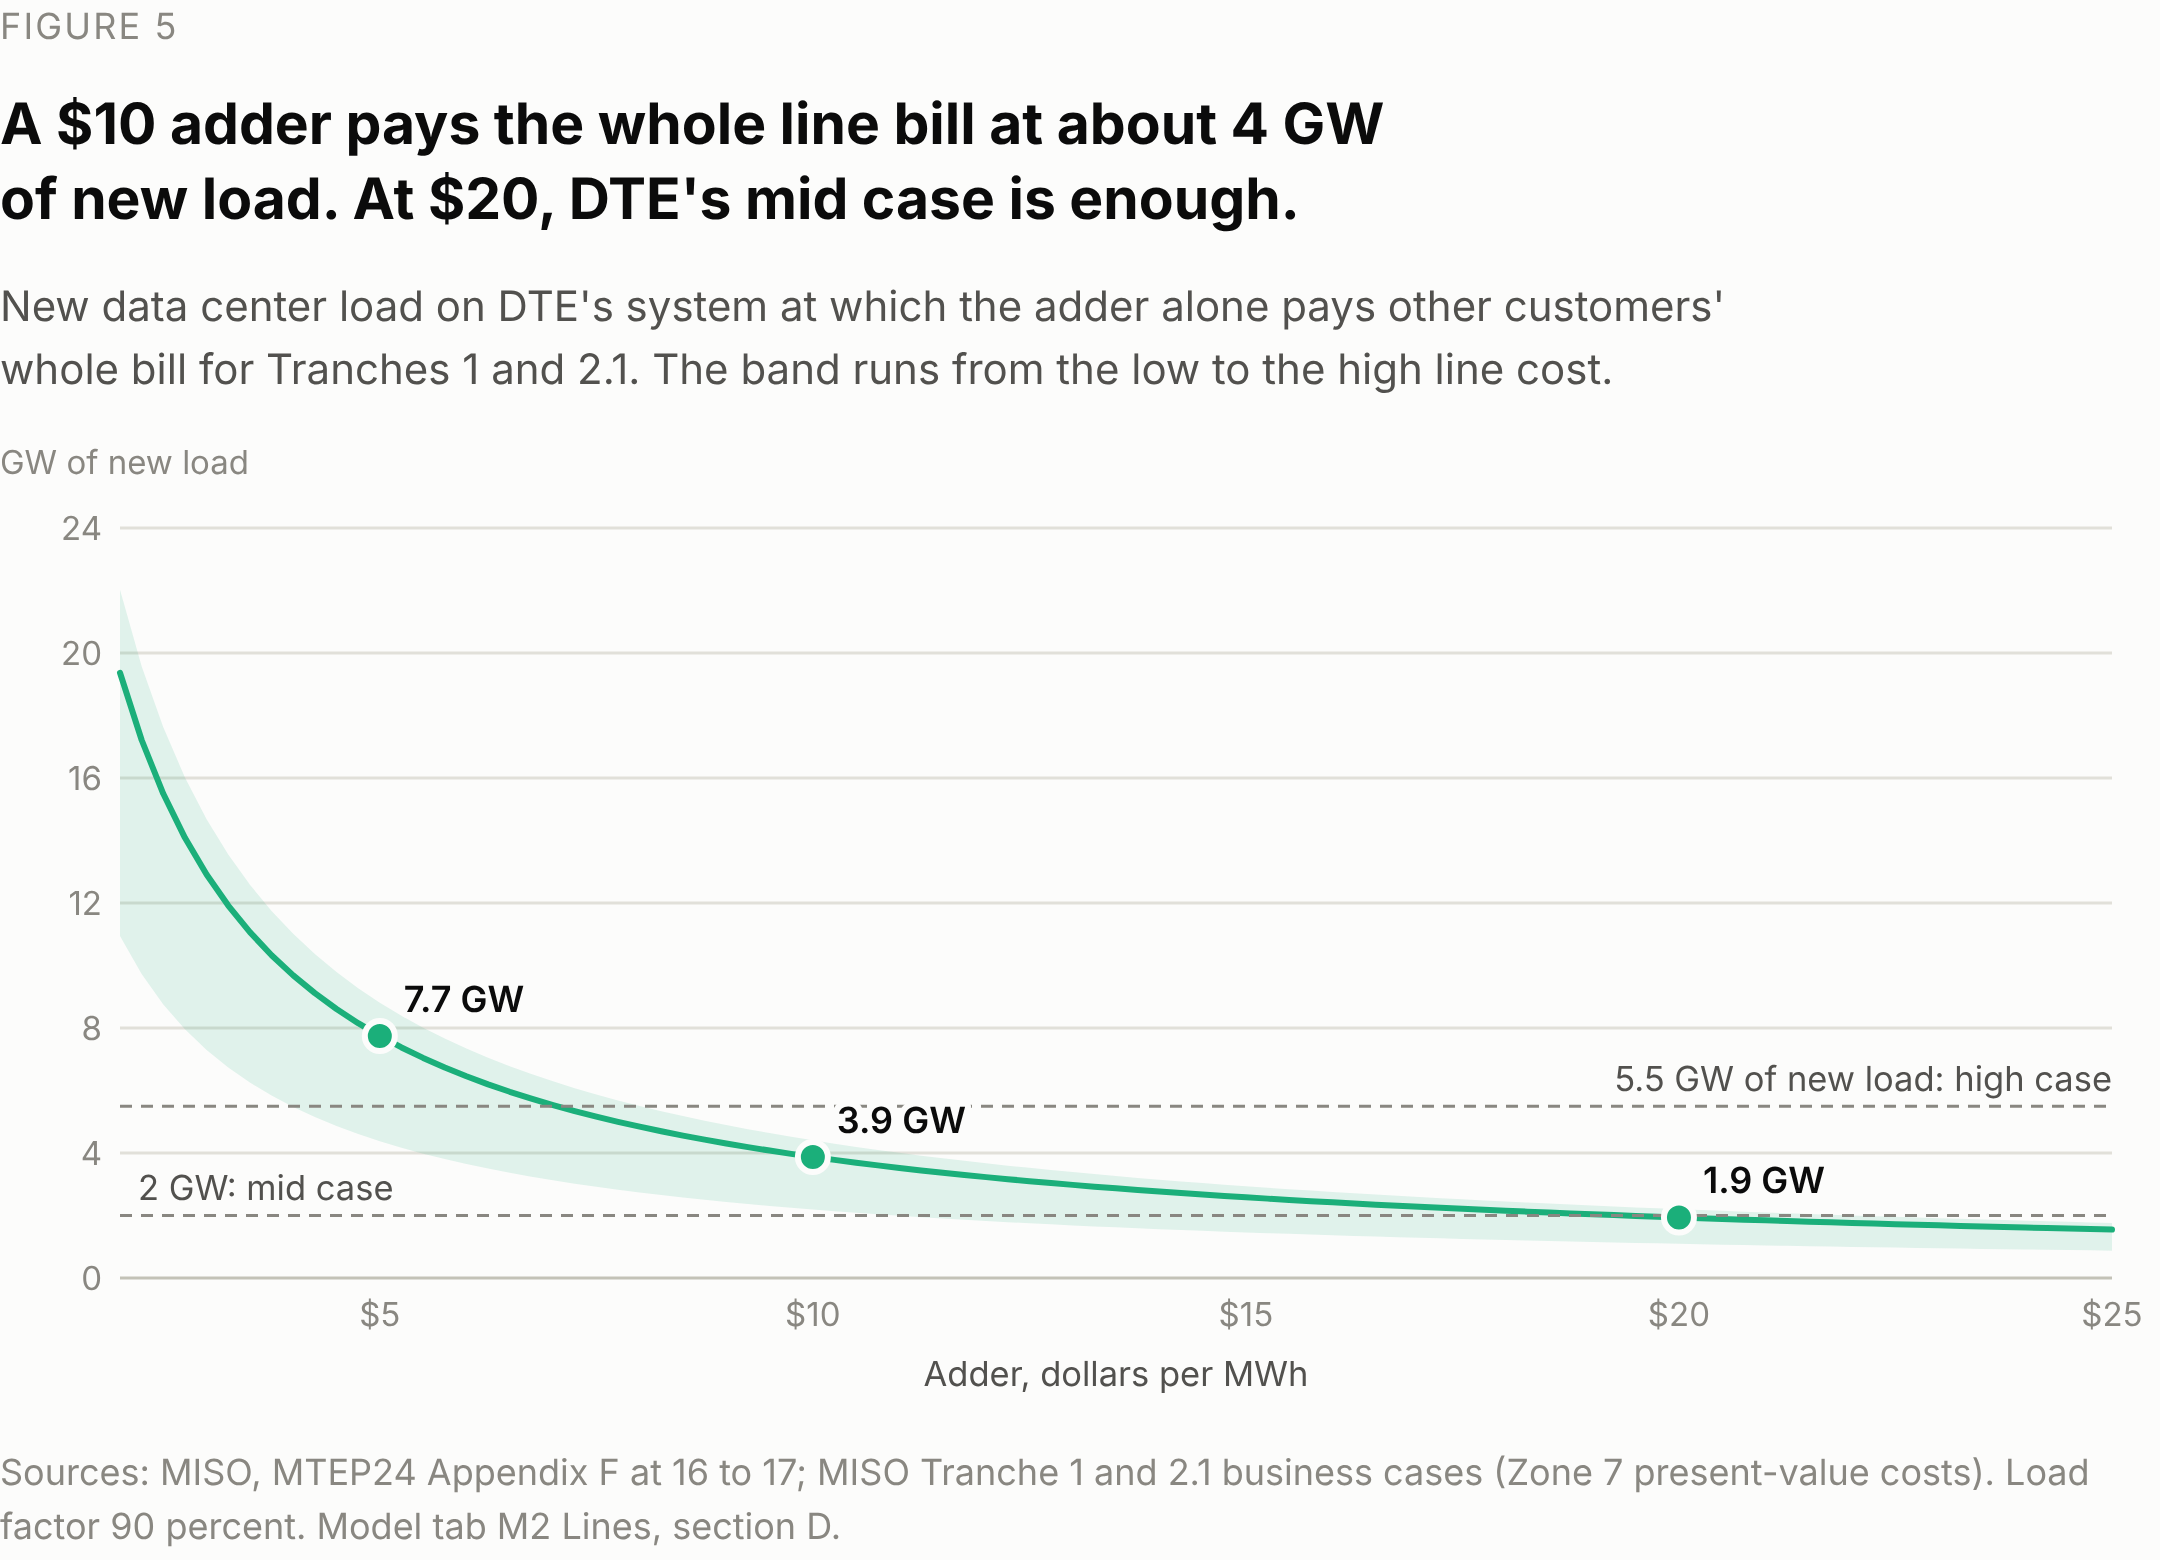 FIGURE 5
A $10 adder pays the whole line bill at about 4 GW
of new load. At $20, DTE's mid case is enough.
New data center load on DTE's system at which the adder alone pays other customers'
whole bill for Tranches 1 and 2.1. The band runs from the low to the high line cost.
GW of new load
24
20
16
12
8
4
0
7.7 GW
5.5 GW of new load: high case
3.9 GW
2 GW: mid case
1.9 GW
$5
$10
$15
$20
$25
Adder, dollars per MWh
Sources: MISO, MTEP24 Appendix F at 16 to 17; MISO Tranche 1 and 2.1 business cases (Zone 7 present-value costs). Load
factor 90 percent. Model tab M2 Lines, section D.